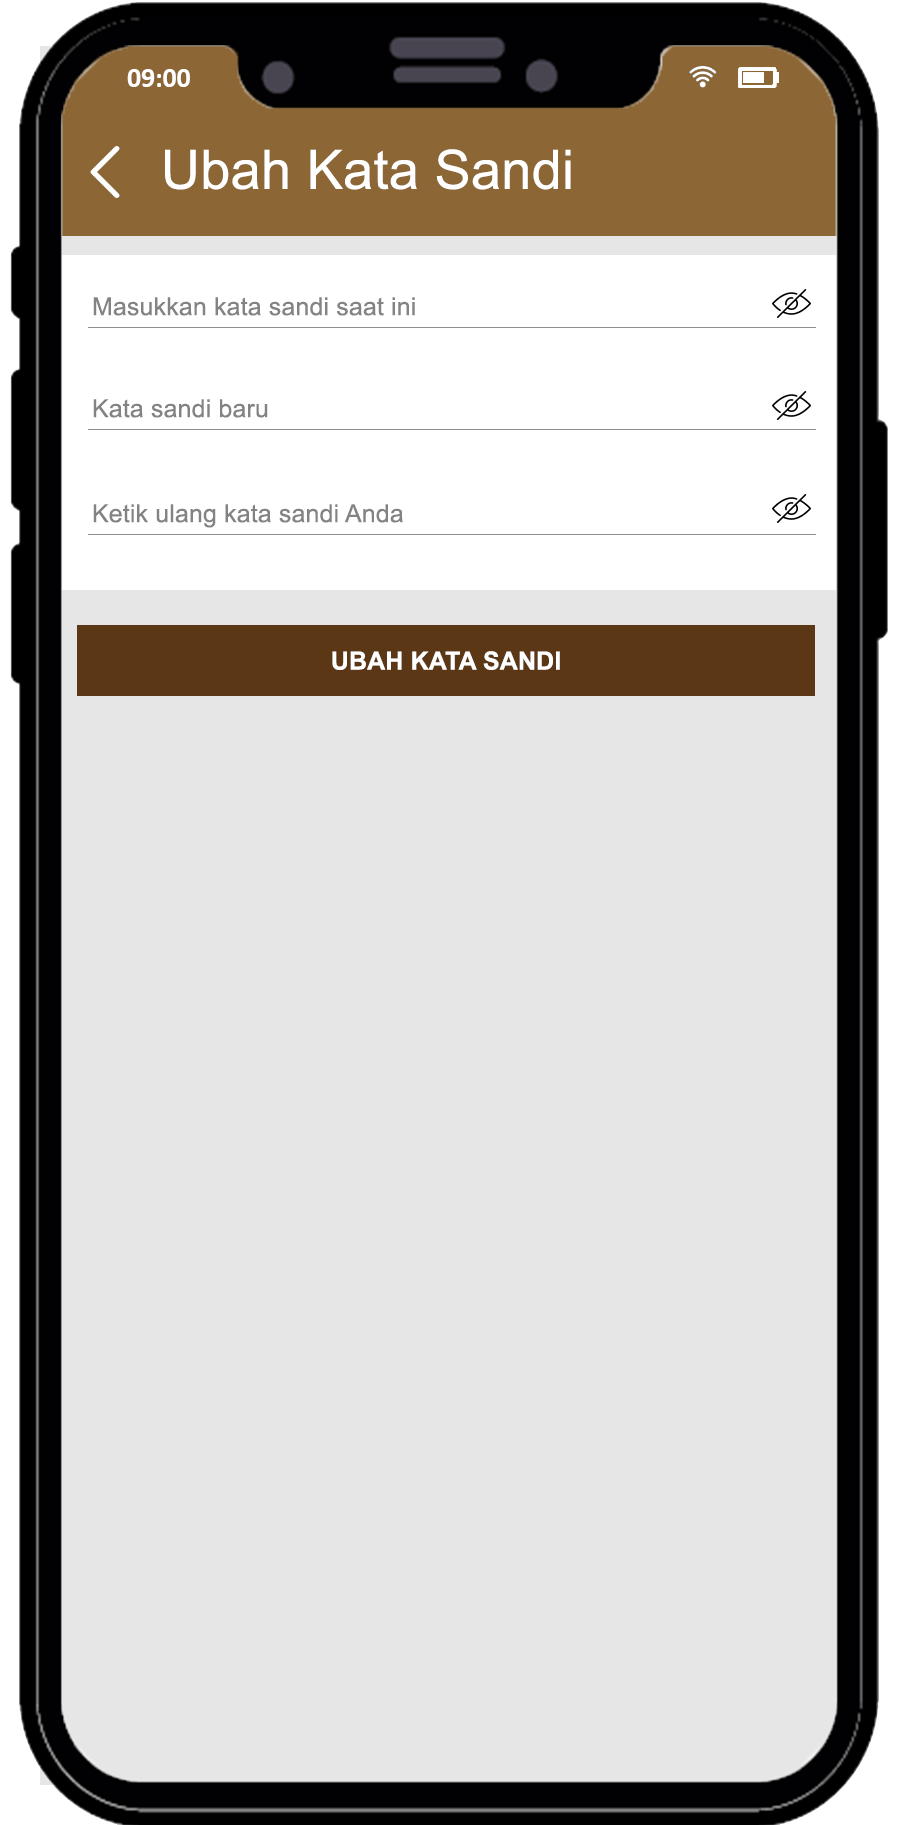 09:00
Ubah Kata Sandi
Masukkan kata sandi saat ini
Kata sandi baru
Ketik ulang kata sandi Anda
UBAH KATA SANDI